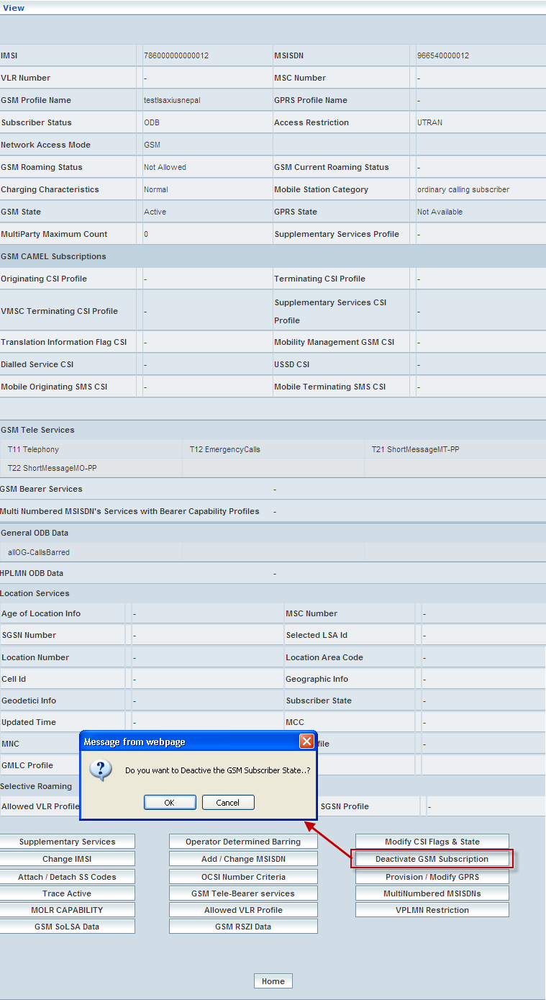 View
IMSI 786000000000012 MSISDN 966540000012
VLR Number - MSC Number -
GSM Profile Name testlsaxiusnepal GPRS Profile Name -
Subscriber Status ODB Access Restriction UTRAN
Network Access Mode GSM
GSM Roaming Status Not Allowed GSM Current Roaming Status -
Charging Characteristics Normal Mobile Station Category ordinary calling subscriber
GSM State Active GPRS State Not Available
MultiParty Maximum Count 0 Supplementary Services Profile -
GSM CAMEL Subscriptions
Originating CSI Profile - Terminating CSI Profile -
VMSC Terminating CSI Profile - Supplementary Services CSI
Profile -
Translation Information Flag CSI - Mobility Management GSM CSI -
Dialled Service CSI - USSD CSI -
Mobile Originating SMS CSI - Mobile Terminating SMS CSI -
GSM Tele Services
T11 Telephony T12 EmergencyCalls T21 ShortMessageMT-PP
T22 ShortMessageMO-PP
GSM Bearer Services -
Multi Numbered MSISDN's Services with Bearer Capability Profiles -
General ODB Data
allOG-CallsBarred
HPLMN ODB Data -
Location Services
Age of Location Info - MSC Number -
SGSN Number - Selected LSA Id -
Location Number - Location Area Code -
Cell Id - Geographic Info -
Geodetici Info - Subscriber State -
Updated Time - MCC -
MNC file -
GMLC Profile
Selective Roaming
Allowed VLR Profile SGSN Profile -
Message from webpage
Do you want to Deactive the GSM Subscriber State..?
OK Cancel
Supplementary Services Operator Determined Barring Modify CSI Flags & State
Change IMSI Add / Change MSISDN Deactivate GSM Subscription
Attach / Detach SS Codes OCSI Number Criteria Provision / Modify GPRS
Trace Active GSM Tele-Bearer services MultiNumbered MSISDNs
MOLR CAPABILITY Allowed VLR Profile VPLMN Restriction
GSM SoLSA Data GSM RSZI Data
Home